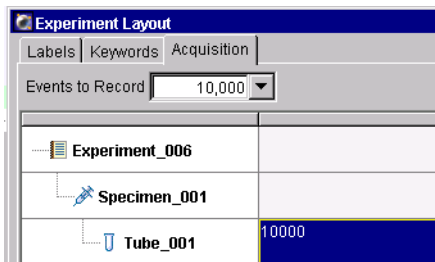 Experiment Layout
Labels Keywords Acquisition
Events to Record 10,000
Experiment_006
Specimen_001
Tube_001 10000